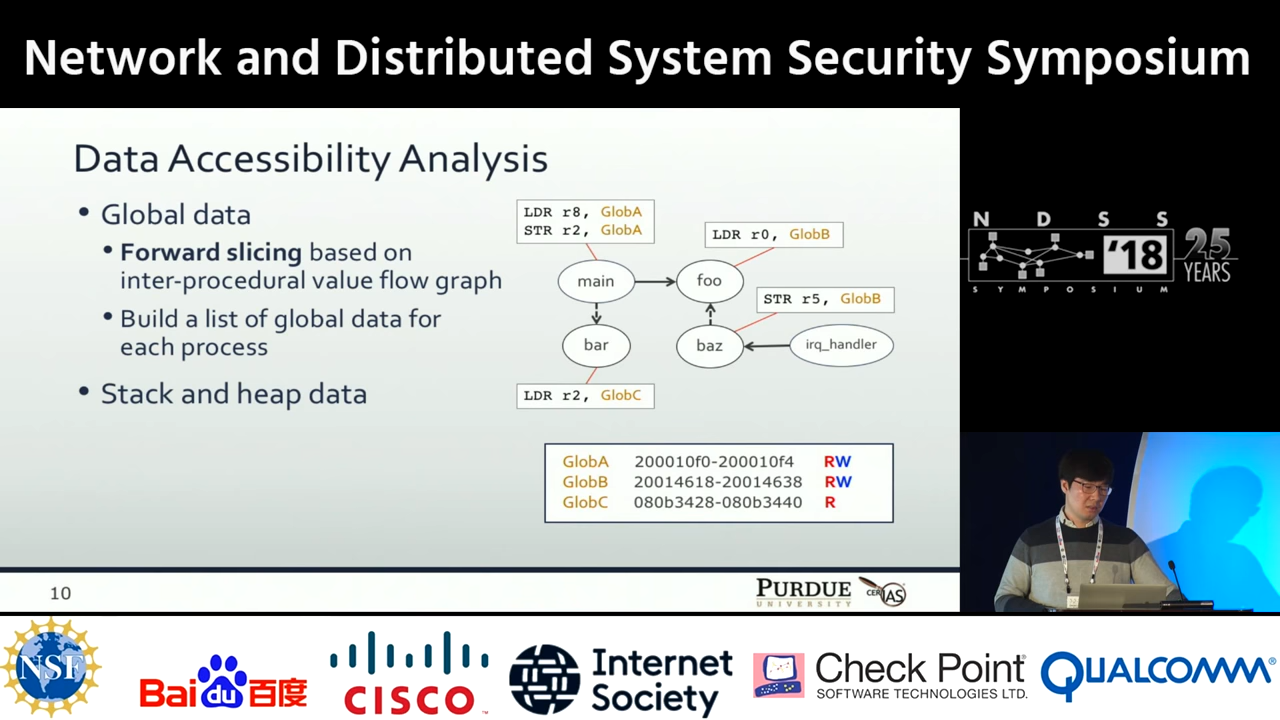 Network and Distributed System Security Symposium
Data Accessibility Analysis
• Global data
• Forward slicing based on
inter-procedural value flow graph
• Build a list of global data for
each process
• Stack and heap data
LDR r8, GlobA
STR r2, GlobA
LDR r0, GlobB
main
foo
STR r5, GlobB
bar
baz
irq_handler
LDR r2, GlobC
GlobA 200010f0-200010f4 RW
GlobB 20014618-20014638 RW
GlobC 080b3428-080b3440 R
10
PURDUE
UNIVERSITY
CERIAS
N D S S
'18
SYMPOSIUM
25
YEARS
NSF
Bai du 百度
CISCO
Internet
Society
Check Point
SOFTWARE TECHNOLOGIES LTD.
QUALCOMM